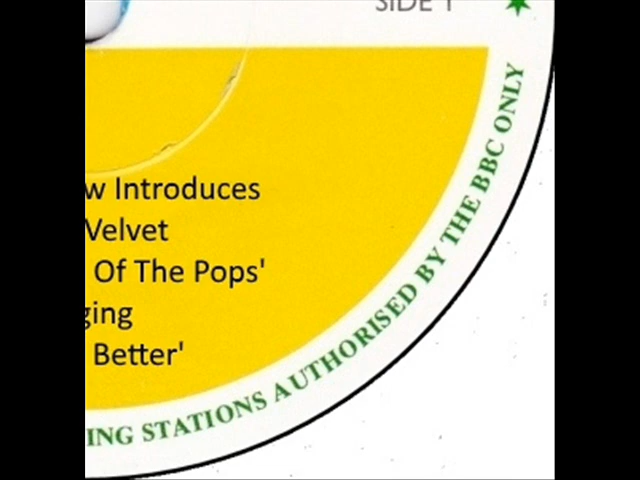 SIDE 1
w Introduces
Velvet
Of The Pops'
ging
Better'
ING STATIONS AUTHORISED BY THE BBC ONLY